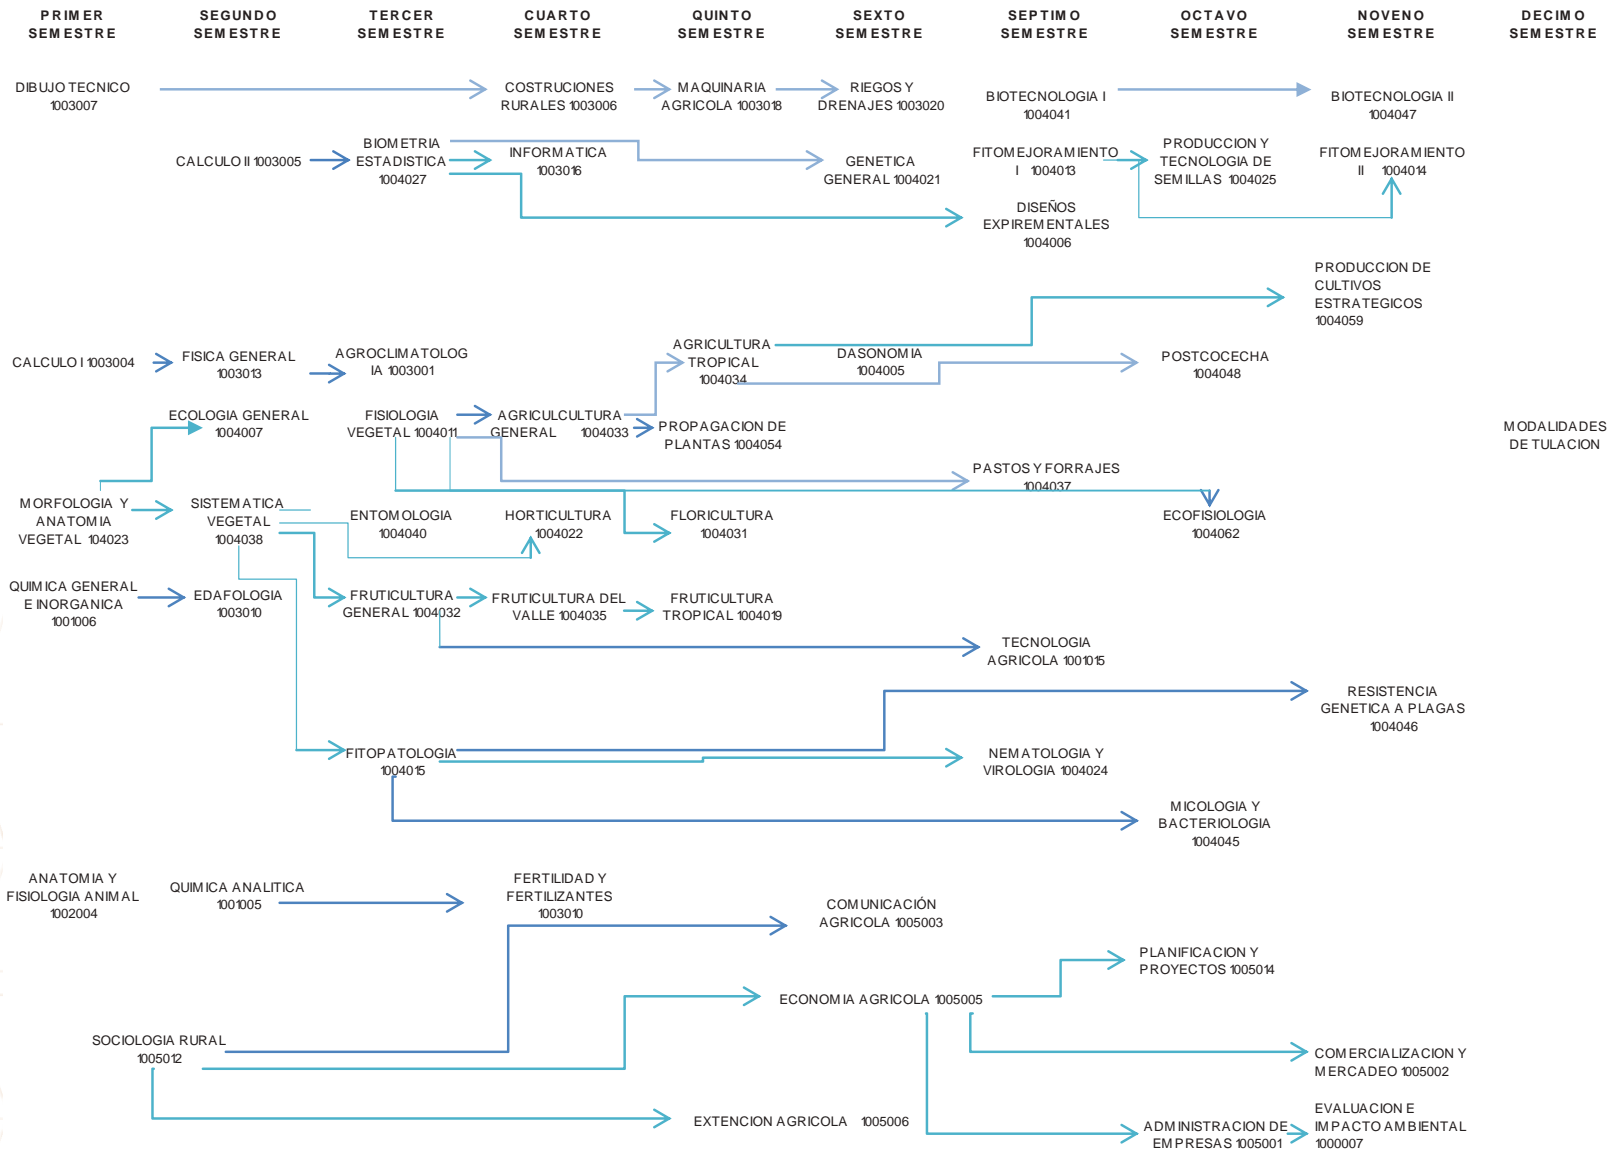 PRIMER
SEMESTRE
SEGUNDO
SEMESTRE
TERCER
SEMESTRE
CUARTO
SEMESTRE
QUINTO
SEMESTRE
SEXTO
SEMESTRE
SEPTIMO
SEMESTRE
OCTAVO
SEMESTRE
NOVENO
SEMESTRE
DECIMO
SEMESTRE
DIBUJO TECNICO
1003007
COSTRUCIONES
RURALES 1003006
MAQUINARIA
AGRICOLA 1003018
RIEGOS Y
DRENAJES 1003020
BIOTECNOLOGIA I
1004041
BIOTECNOLOGIA II
1004047
CALCULO II 1003005
BIOMETRIA
ESTADISTICA
1004027
INFORMATICA
1003016
GENETICA
GENERAL 1004021
FITOMEJORAMIENTO
I 1004013
PRODUCCION Y
TECNOLOGIA DE
SEMILLAS 1004025
FITOMEJORAMIENTO
II 1004014
DISEÑOS
EXPIREMENTALES
1004006
PRODUCCION DE
CULTIVOS
ESTRATEGICOS
1004059
CALCULO I 1003004
FISICA GENERAL
1003013
AGROCLIMATOLOG
IA 1003001
AGRICULTURA
TROPICAL
1004034
DASONOMIA
1004005
POSTCOCECHA
1004048
ECOLOGIA GENERAL
1004007
FISIOLOGIA
VEGETAL 1004011
AGRICULCULTURA
GENERAL 1004033
PROPAGACION DE
PLANTAS 1004054
MODALIDADES
DE TULACION
PASTOS Y FORRAJES
1004037
MORFOLOGIA Y
ANATOMIA
VEGETAL 104023
SISTEMATICA
VEGETAL
1004038
ENTOMOLOGIA
1004040
HORTICULTURA
1004022
FLORICULTURA
1004031
ECOFISIOLOGIA
1004062
QUIMICA GENERAL
E INORGANICA
1001006
EDAFOLOGIA
1003010
FRUTICULTURA
GENERAL 1004032
FRUTICULTURA DEL
VALLE 1004035
FRUTICULTURA
TROPICAL 1004019
TECNOLOGIA
AGRICOLA 1001015
RESISTENCIA
GENETICA A PLAGAS
1004046
FITOPATOLOGIA
1004015
NEMATOLOGIA Y
VIROLOGIA 1004024
MICOLOGIA Y
BACTERIOLOGIA
1004045
ANATOMIA Y
FISIOLOGIA ANIMAL
1002004
QUIMICA ANALITICA
1001005
FERTILIDAD Y
FERTILIZANTES
1003010
COMUNICACIÓN
AGRICOLA 1005003
PLANIFICACION Y
PROYECTOS 1005014
ECONOMIA AGRICOLA 1005005
SOCIOLOGIA RURAL
1005012
COMERCIALIZACION Y
MERCADEO 1005002
EXTENCION AGRICOLA 1005006
ADMINISTRACION DE
EMPRESAS 1005001
EVALUACION E
IMPACTO AMBIENTAL
1000007